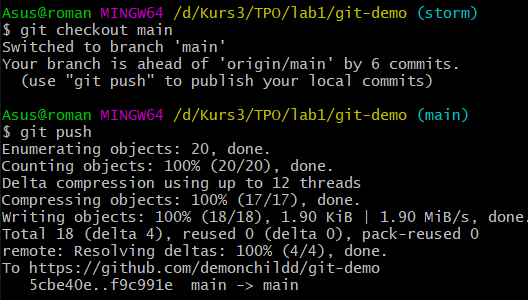 Asus@roman MINGW64 /d/Kurs3/TPO/lab1/git-demo (storm)
$ git checkout main
Switched to branch 'main'
Your branch is ahead of 'origin/main' by 6 commits.
  (use "git push" to publish your local commits)
Asus@roman MINGW64 /d/Kurs3/TPO/lab1/git-demo (main)
$ git push
Enumerating objects: 20, done.
Counting objects: 100% (20/20), done.
Delta compression using up to 12 threads
Compressing objects: 100% (17/17), done.
Writing objects: 100% (18/18), 1.90 KiB | 1.90 MiB/s, done.
Total 18 (delta 4), reused 0 (delta 0), pack-reused 0
remote: Resolving deltas: 100% (4/4), done.
To https://github.com/demonchildd/git-demo
   5cbe40e..f9c991e  main -> main